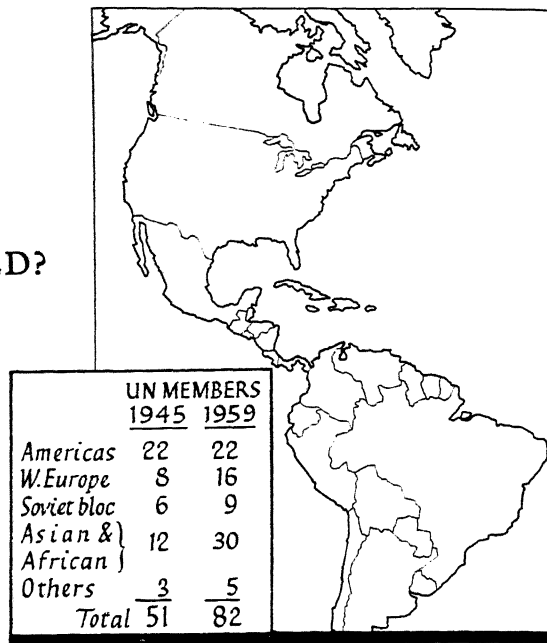 D?
UN MEMBERS
1945 1959
Americas 22 22
W.Europe 8 16
Soviet bloc 6 9
Asian &
African } 12 30
Others 3 5
Total 51 82